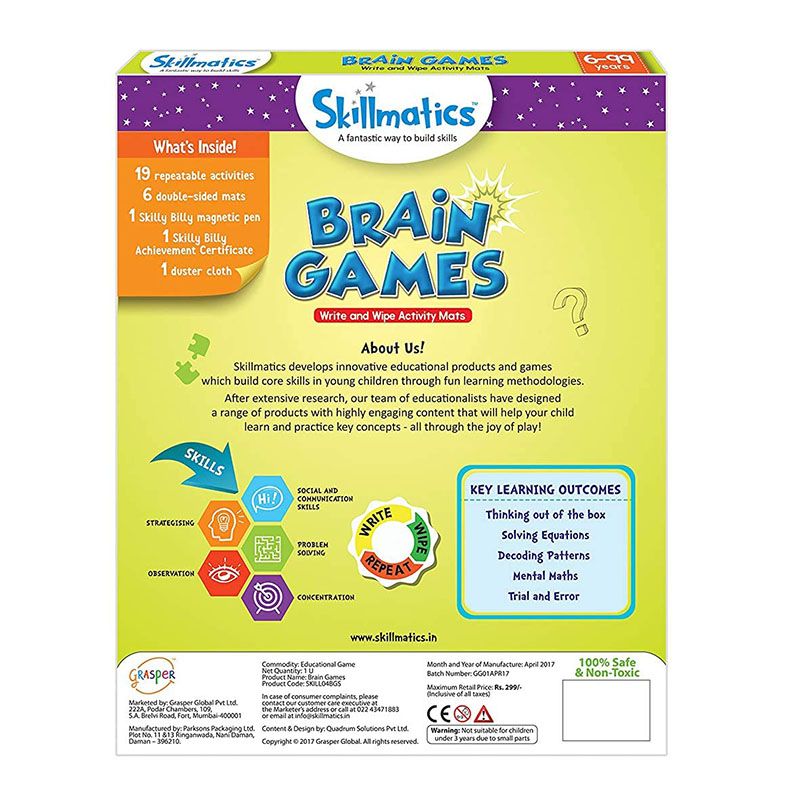 Skillmatics
A fantastic way to build skills
BRAIN GAMES
Write and Wipe Activity Mats
6-99
years
Skillmatics™
A fantastic way to build skills
What's Inside!
19 repeatable activities
6 double-sided mats
1 Skilly Billy magnetic pen
1 Skilly Billy
Achievement Certificate
1 duster cloth
BRAIN
GAMES
Write and Wipe Activity Mats
About Us!
Skillmatics develops innovative educational products and games
which build core skills in young children through fun learning methodologies.
After extensive research, our team of educationalists have designed
a range of products with highly engaging content that will help your child
learn and practice key concepts - all through the joy of play!
SKILLS
Hi!
SOCIAL AND
COMMUNICATION
SKILLS
STRATEGISING
PROBLEM
SOLVING
OBSERVATION
CONCENTRATION
WRITE
WIPE
REPEAT
KEY LEARNING OUTCOMES
Thinking out of the box
Solving Equations
Decoding Patterns
Mental Maths
Trial and Error
www.skillmatics.in
GRASPER
Marketed by: Grasper Global Pvt Ltd.
222A, Podar Chambers, 109,
S.A. Brelvi Road, Fort, Mumbai-400001
Manufactured by: Parksons Packaging Ltd.
Plot No. 11 &13 Ringanwada, Nani Daman,
Daman – 396210.
Commodity: Educational Game
Net Quantity: 1 U
Product Name: Brain Games
Product Code: SKILL04BGS
In case of consumer complaints, please
contact our customer care executive at
the Marketer's address or call at 022 43471883
or email at info@skillmatics.in
Content & Design by: Quadrum Solutions Pvt Ltd.
Copyright © 2017 Grasper Global. All rights reserved.
Month and Year of Manufacture: April 2017
Batch Number: GG01APR17
Maximum Retail Price: Rs. 299/-
(Inclusive of all taxes)
CE 0-3
Warning: Not suitable for children
under 3 years due to small parts
100% Safe
& Non-Toxic